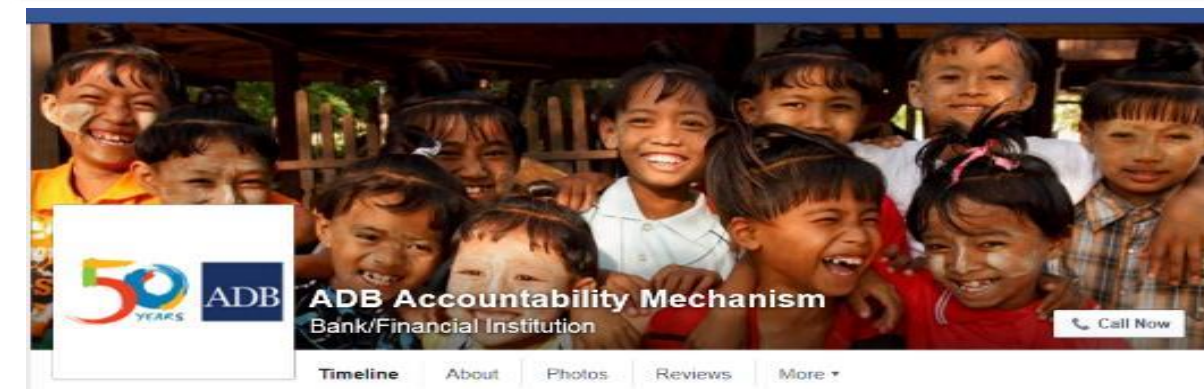 50
YEARS
ADB
ADB Accountability Mechanism
Bank/Financial Institution
Call Now
Timeline About Photos Reviews More